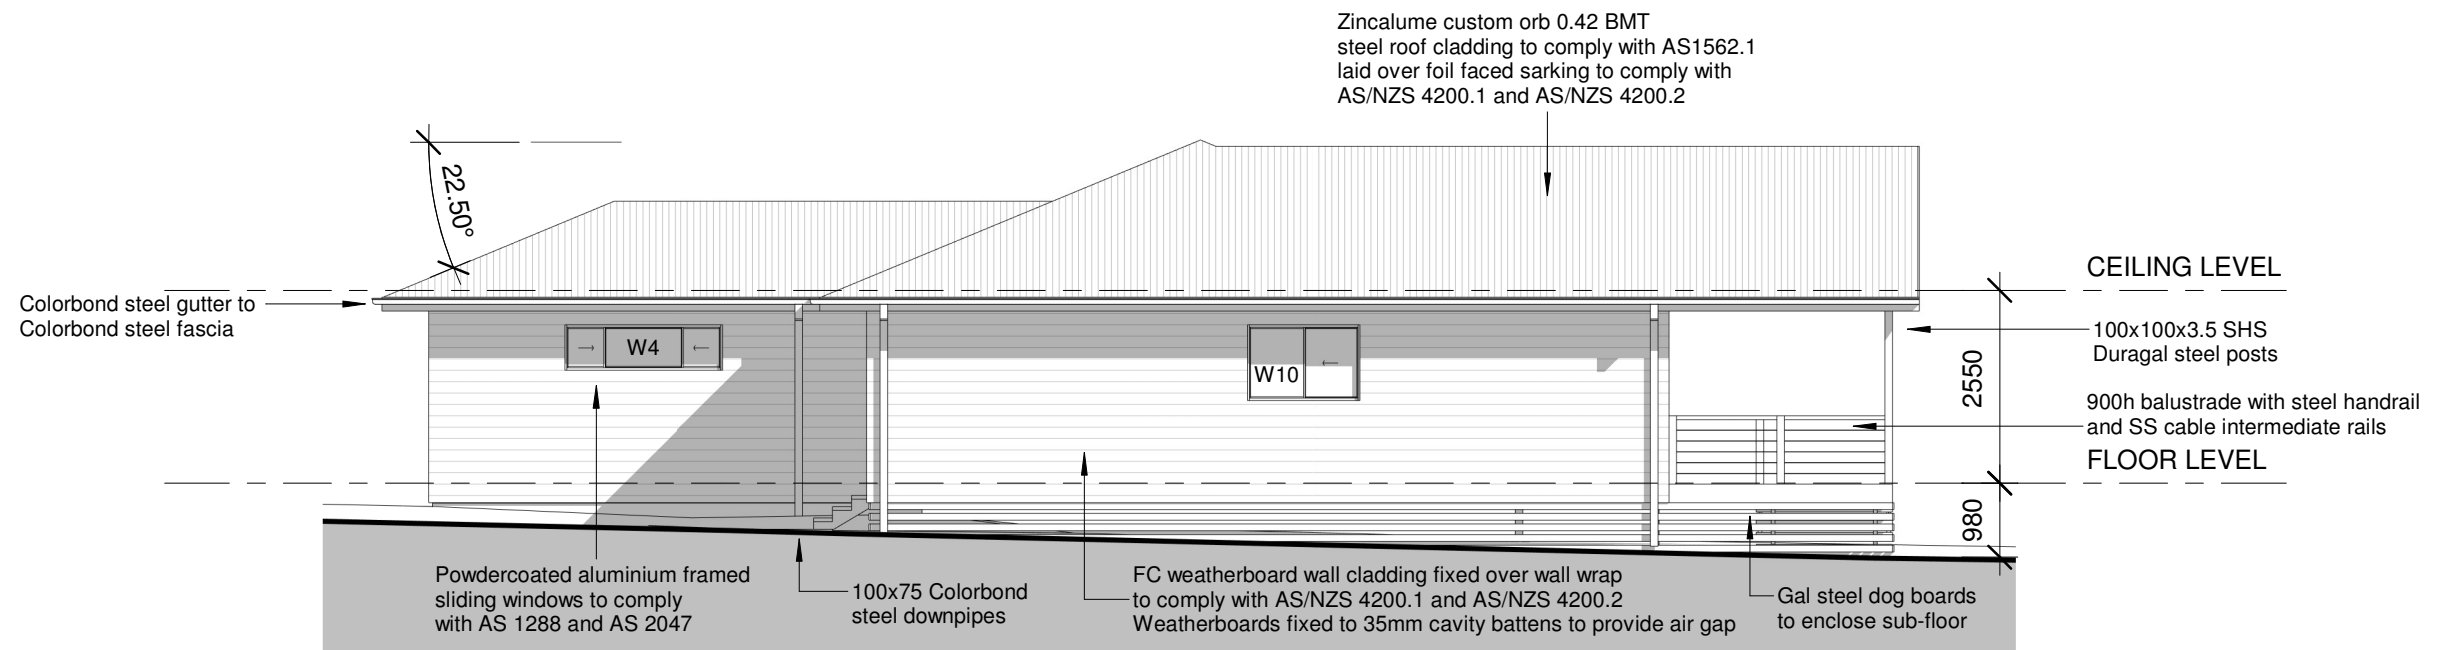 Zincalume custom orb 0.42 BMT
steel roof cladding to comply with AS1562.1
laid over foil faced sarking to comply with
AS/NZS 4200.1 and AS/NZS 4200.2
22.50°
CEILING LEVEL
Colorbond steel gutter to
Colorbond steel fascia
W4
W10
100x100x3.5 SHS
Duragal steel posts
2550
900h balustrade with steel handrail
and SS cable intermediate rails
FLOOR LEVEL
980
Powdercoated aluminium framed
sliding windows to comply
with AS 1288 and AS 2047
100x75 Colorbond
steel downpipes
FC weatherboard wall cladding fixed over wall wrap
to comply with AS/NZS 4200.1 and AS/NZS 4200.2
Weatherboards fixed to 35mm cavity battens to provide air gap
Gal steel dog boards
to enclose sub-floor